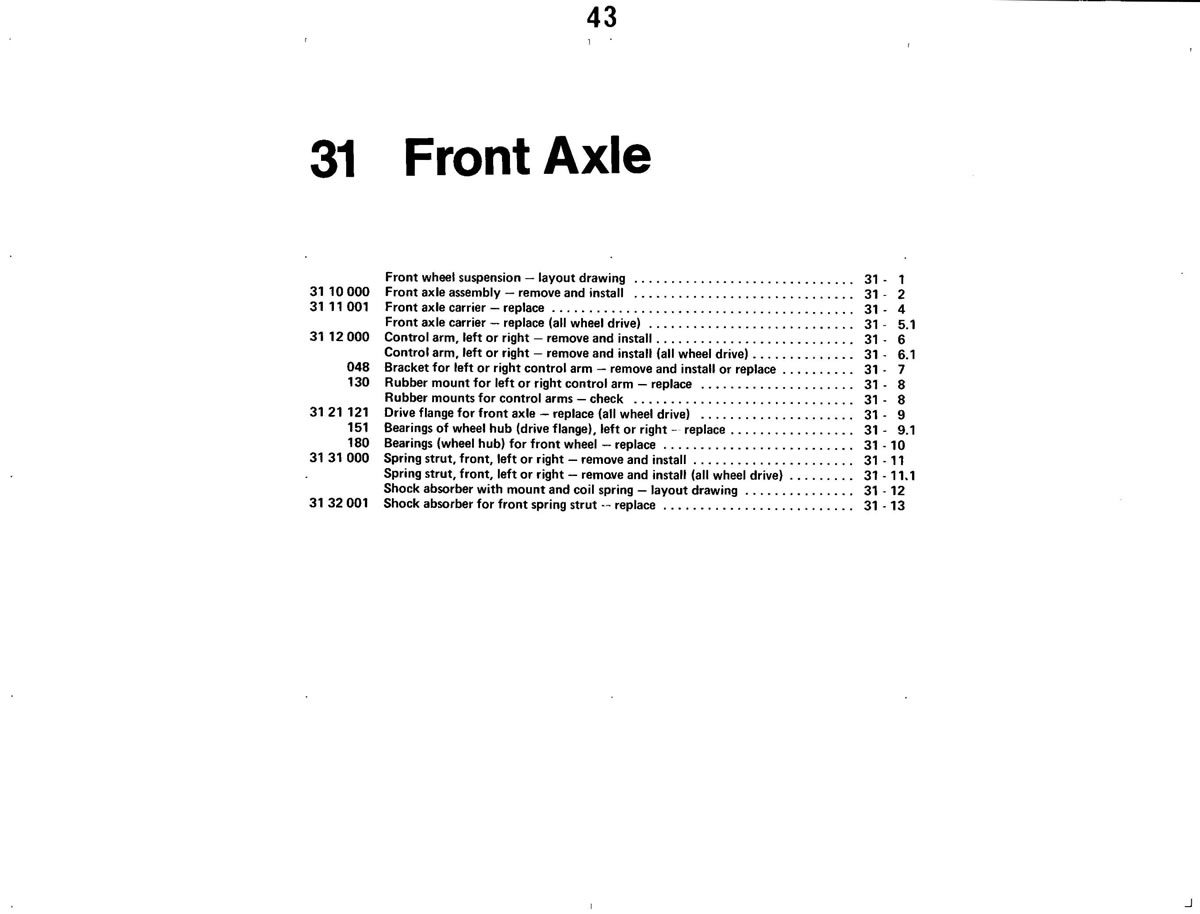 43
31 Front Axle
Front wheel suspension — layout drawing .............................. 31 - 1
31 10 000 Front axle assembly — remove and install .............................. 31 - 2
31 11 001 Front axle carrier — replace ......................................... 31 - 4
Front axle carrier — replace (all wheel drive) ............................ 31 - 5.1
31 12 000 Control arm, left or right — remove and install ........................... 31 - 6
Control arm, left or right — remove and install (all wheel drive) .............. 31 - 6.1
048 Bracket for left or right control arm — remove and install or replace .......... 31 - 7
130 Rubber mount for left or right control arm — replace ..................... 31 - 8
Rubber mounts for control arms — check .............................. 31 - 8
31 21 121 Drive flange for front axle — replace (all wheel drive) ..................... 31 - 9
151 Bearings of wheel hub (drive flange), left or right — replace ................. 31 - 9.1
180 Bearings (wheel hub) for front wheel — replace .......................... 31 - 10
31 31 000 Spring strut, front, left or right — remove and install ...................... 31 - 11
Spring strut, front, left or right — remove and install (all wheel drive) ......... 31 - 11.1
Shock absorber with mount and coil spring — layout drawing ............... 31 - 12
31 32 001 Shock absorber for front spring strut -- replace .......................... 31 - 13